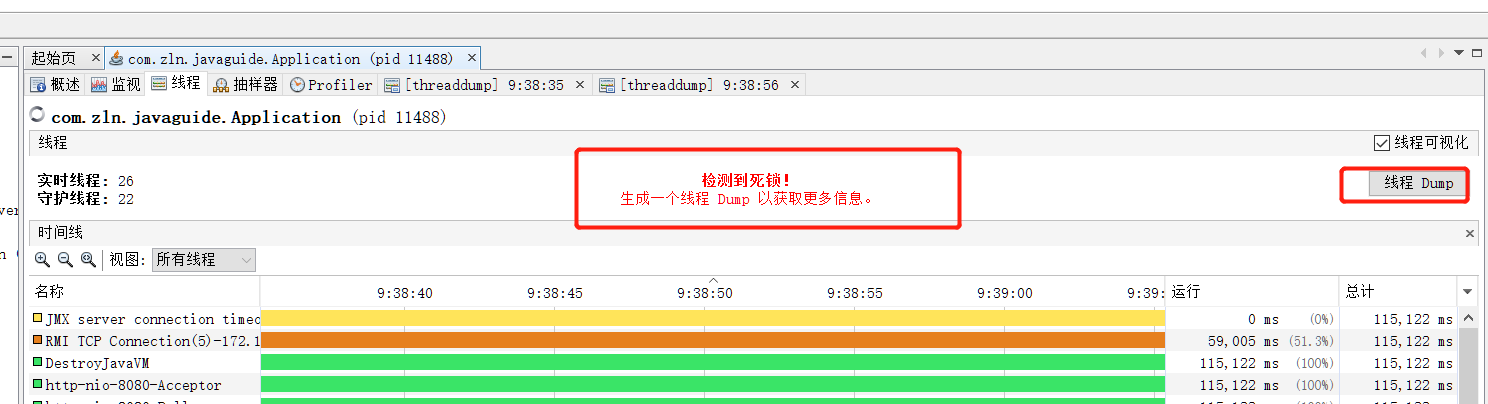 起始页
com.zln.javaguide.Application (pid 11488)
概述 监视 线程 抽样器 Profiler [threaddump] 9:38:35 [threaddump] 9:38:56
com.zln.javaguide.Application (pid 11488)
线程 线程可视化
检测到死锁!
实时线程: 26 线程 Dump
守护线程: 22 生成一个线程 Dump 以获取更多信息。
时间线
视图: 所有线程
名称 9:38:40 9:38:45 9:38:50 9:38:55 9:39:00 9:39: 运行 总计
JMX server connection timeo 0 ms (0%) 115,122 ms
RMI TCP Connection(5)-172.1 59,005 ms (51.3%) 115,122 ms
DestroyJavaVM 115,122 ms (100%) 115,122 ms
http-nio-8080-Acceptor 115,122 ms (100%) 115,122 ms